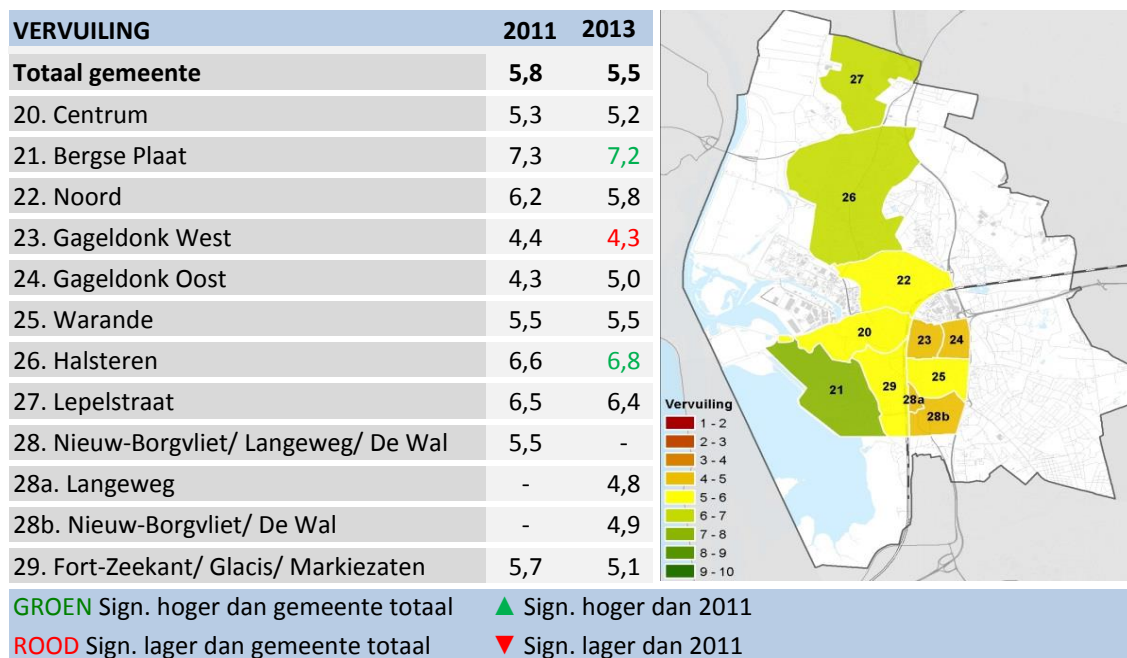 VERVUILING 2011 2013
Totaal gemeente 5,8 5,5
20. Centrum 5,3 5,2
21. Bergse Plaat 7,3 7,2
22. Noord 6,2 5,8
23. Gageldonk West 4,4 4,3
24. Gageldonk Oost 4,3 5,0
25. Warande 5,5 5,5
26. Halsteren 6,6 6,8
27. Lepelstraat 6,5 6,4
28. Nieuw-Borgvliet/ Langeweg/ De Wal 5,5 -
28a. Langeweg - 4,8
28b. Nieuw-Borgvliet/ De Wal - 4,9
29. Fort-Zeekant/ Glacis/ Markiezaten 5,7 5,1
GROEN Sign. hoger dan gemeente totaal ▲ Sign. hoger dan 2011
ROOD Sign. lager dan gemeente totaal ▼ Sign. lager dan 2011
27
26
22
20
23
24
21
29
25
28a
28b
Vervuiling
1 - 2
2 - 3
3 - 4
4 - 5
5 - 6
6 - 7
7 - 8
8 - 9
9 - 10